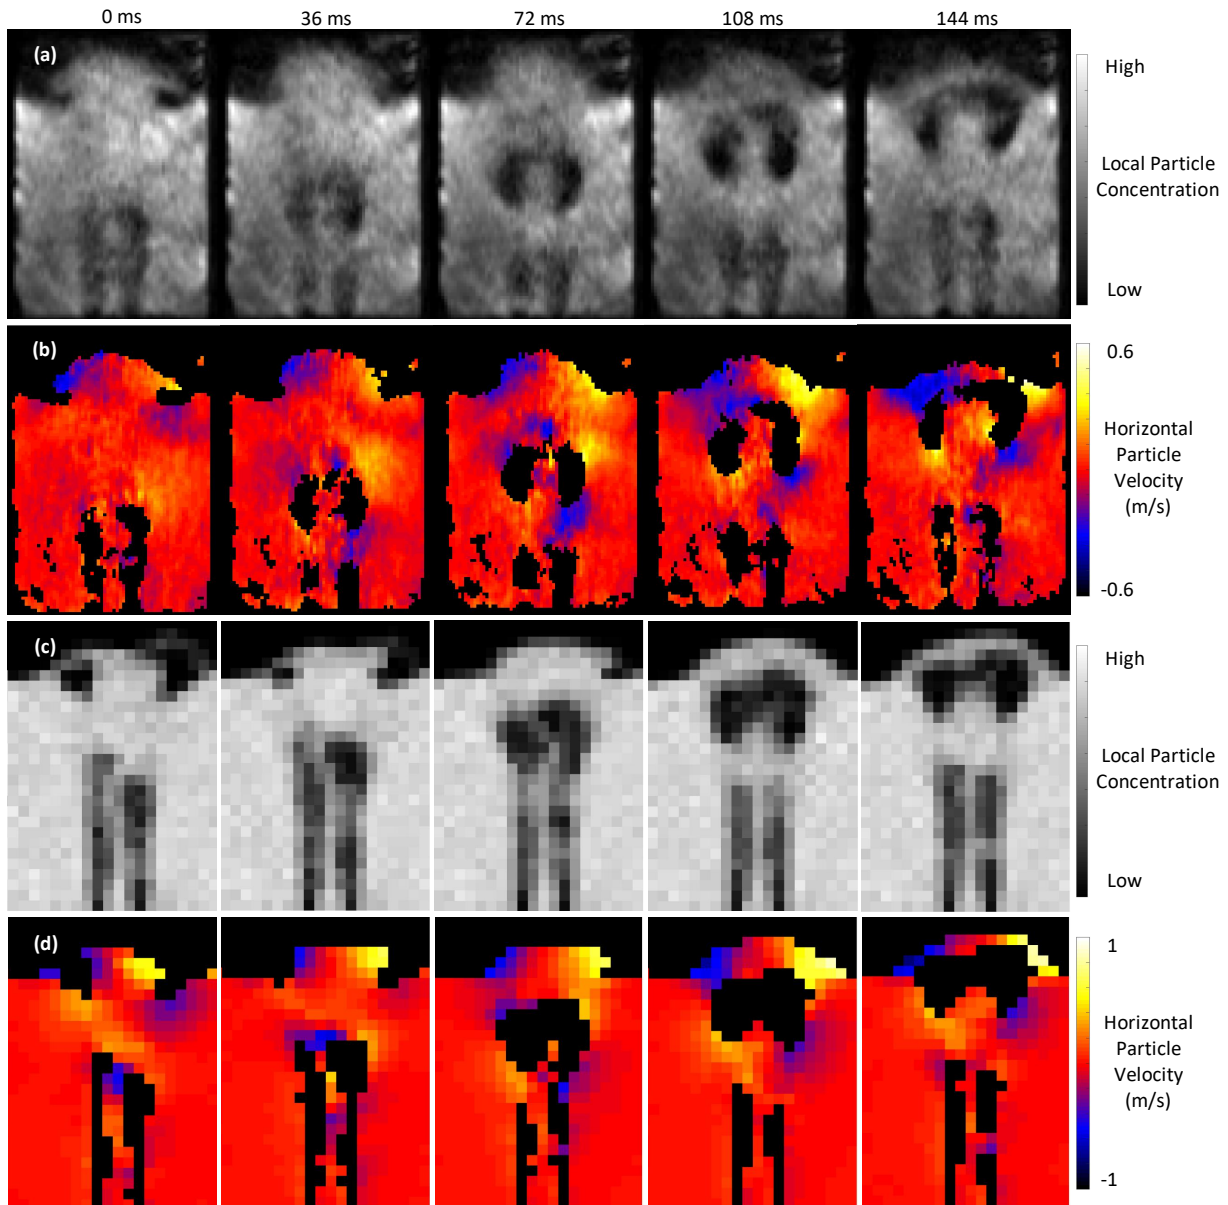 0 ms
36 ms
72 ms
108 ms
144 ms
(a)
High
Local Particle
Concentration
Low
(b)
0.6
Horizontal
Particle
Velocity
(m/s)
-0.6
(c)
High
Local Particle
Concentration
Low
(d)
1
Horizontal
Particle
Velocity
(m/s)
-1